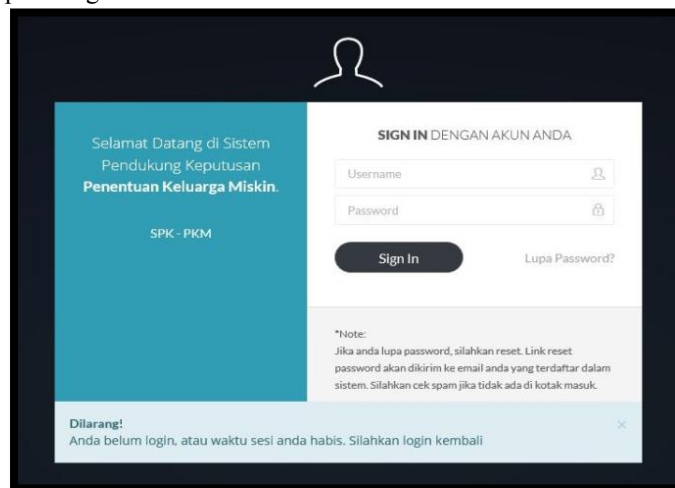 Selamat Datang di Sistem
Pendukung Keputusan
Penentuan Keluarga Miskin.
SPK - PKM
SIGN IN DENGAN AKUN ANDA
Username
Password
Sign In
Lupa Password?
*Note:
Jika anda lupa password, silahkan reset. Link reset
password akan dikirim ke email anda yang terdaftar dalam
sistem. Silahkan cek spam jika tidak ada di kotak masuk.
Dilarang!
×
Anda belum login, atau waktu sesi anda habis. Silahkan login kembali